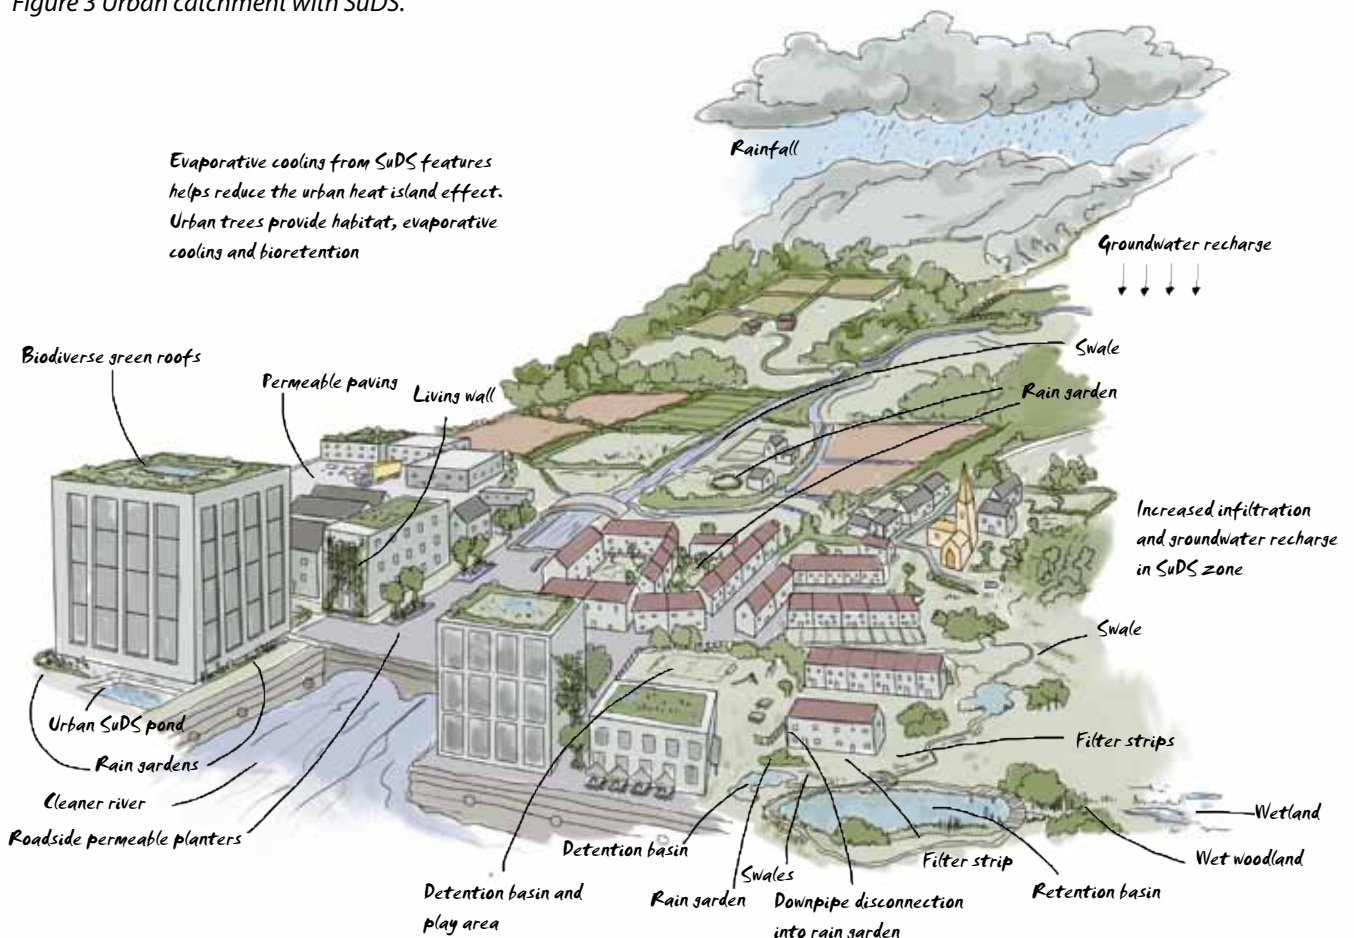 Figure 3 Urban catchment with SuDS.
Rainfall
Evaporative cooling from SuDS features
helps reduce the urban heat island effect.
Urban trees provide habitat, evaporative
cooling and bioretention
Groundwater recharge
Swale
Biodiverse green roofs
Permeable paving
Living wall
Rain garden
Increased infiltration
and groundwater recharge
in SuDS zone
Swale
Urban SuDS pond
Filter strips
Rain gardens
Cleaner river
Wetland
Roadside permeable planters
Detention basin
Filter strip
Wet woodland
Swales
Detention basin and
play area
Rain garden
Downpipe disconnection
into rain garden
Retention basin